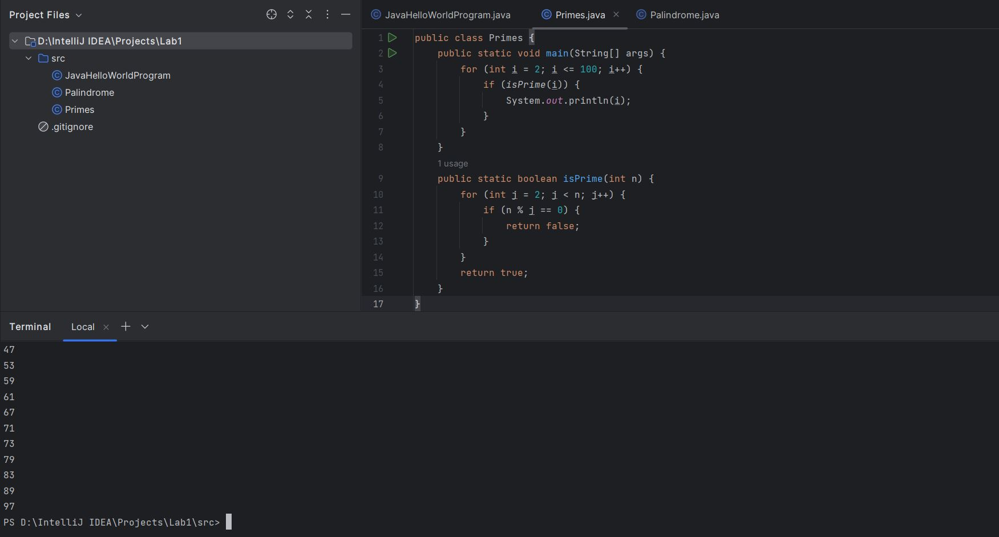 Project Files
D:\IntelliJ IDEA\Projects\Lab1
src
JavaHelloWorldProgram
Palindrome
Primes
.gitignore
JavaHelloWorldProgram.java Primes.java Palindrome.java
1 public class Primes {
2     public static void main(String[] args) {
3         for (int i = 2; i <= 100; i++) {
4             if (isPrime(i)) {
5                 System.out.println(i);
6             }
7         }
8     }
1 usage
9     public static boolean isPrime(int n) {
10         for (int j = 2; j < n; j++) {
11             if (n % j == 0) {
12                 return false;
13             }
14         }
15         return true;
16     }
17 }
Terminal Local
47
53
59
61
67
71
73
79
83
89
97
PS D:\IntelliJ IDEA\Projects\Lab1\src>